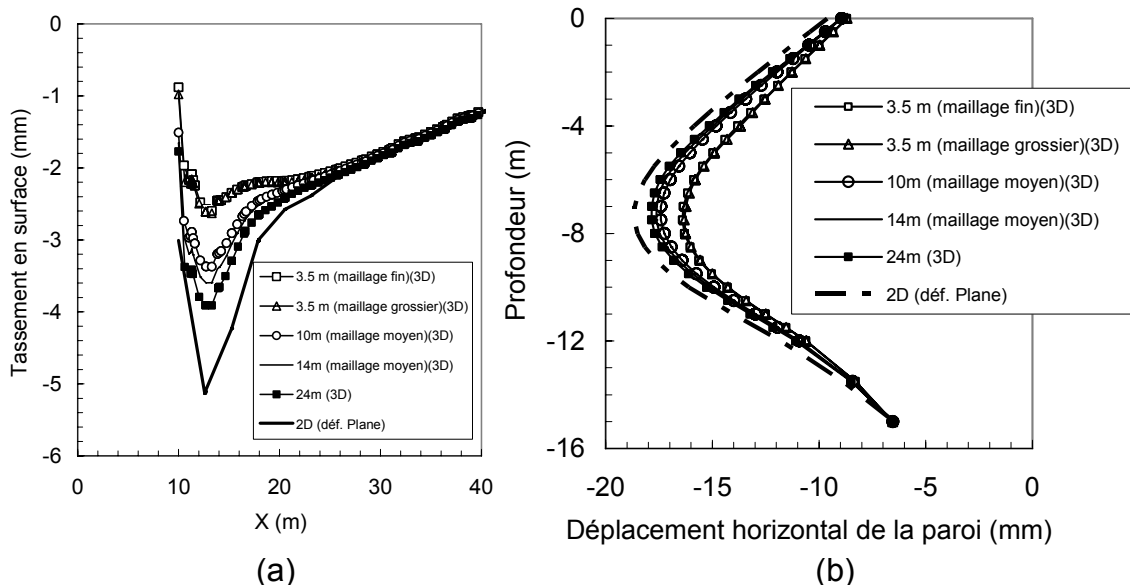 0
-1
-2
-3
-4
-5
-6
0
10
20
30
40
Tassement en surface (mm)
X (m)
3.5 m (maillage fin)(3D)
3.5 m (maillage grossier)(3D)
10m (maillage moyen)(3D)
14m (maillage moyen)(3D)
24m (3D)
2D (déf. Plane)
(a)
0
-4
-8
-12
-16
-20
-15
-10
-5
0
Profondeur (m)
Déplacement horizontal de la paroi (mm)
3.5 m (maillage fin)(3D)
3.5 m (maillage grossier)(3D)
10m (maillage moyen)(3D)
14m (maillage moyen)(3D)
24m (3D)
2D (déf. Plane)
(b)